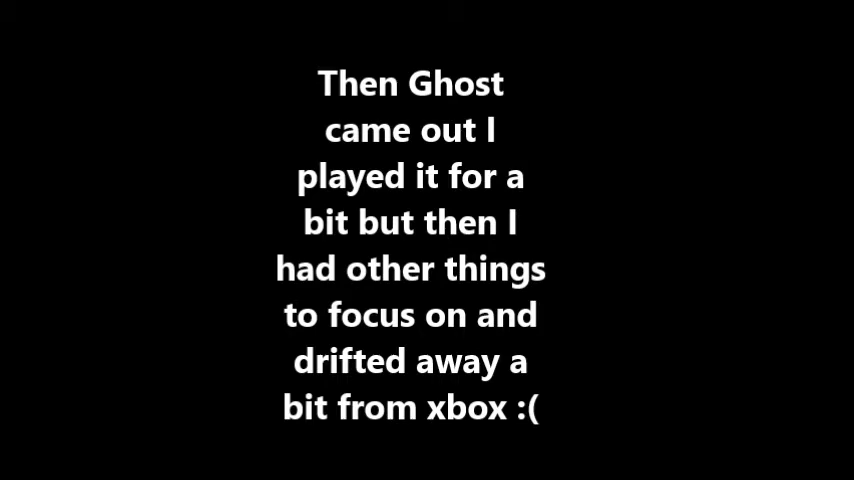 Then Ghost
came out I
played it for a
bit but then I
had other things
to focus on and
drifted away a
bit from xbox :(